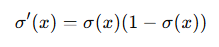 σ′(x) = σ(x)(1 − σ(x))